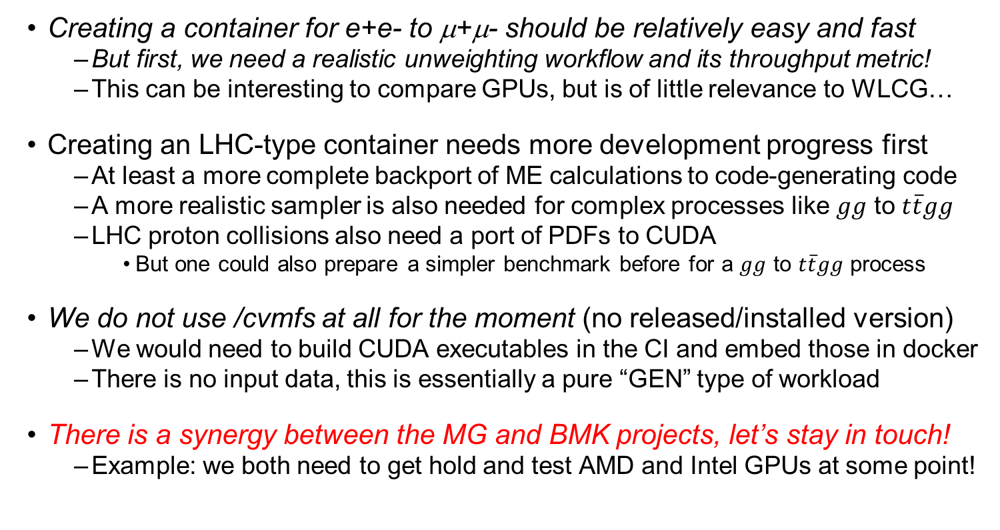 • Creating a container for e+e- to μ+μ- should be relatively easy and fast
–But first, we need a realistic unweighting workflow and its throughput metric!
–This can be interesting to compare GPUs, but is of little relevance to WLCG…
• Creating an LHC-type container needs more development progress first
–At least a more complete backport of ME calculations to code-generating code
–A more realistic sampler is also needed for complex processes like gg to tt̄gg
–LHC proton collisions also need a port of PDFs to CUDA
• But one could also prepare a simpler benchmark before for a gg to tt̄gg process
• We do not use /cvmfs at all for the moment (no released/installed version)
–We would need to build CUDA executables in the CI and embed those in docker
–There is no input data, this is essentially a pure “GEN” type of workload
• There is a synergy between the MG and BMK projects, let’s stay in touch!
–Example: we both need to get hold and test AMD and Intel GPUs at some point!